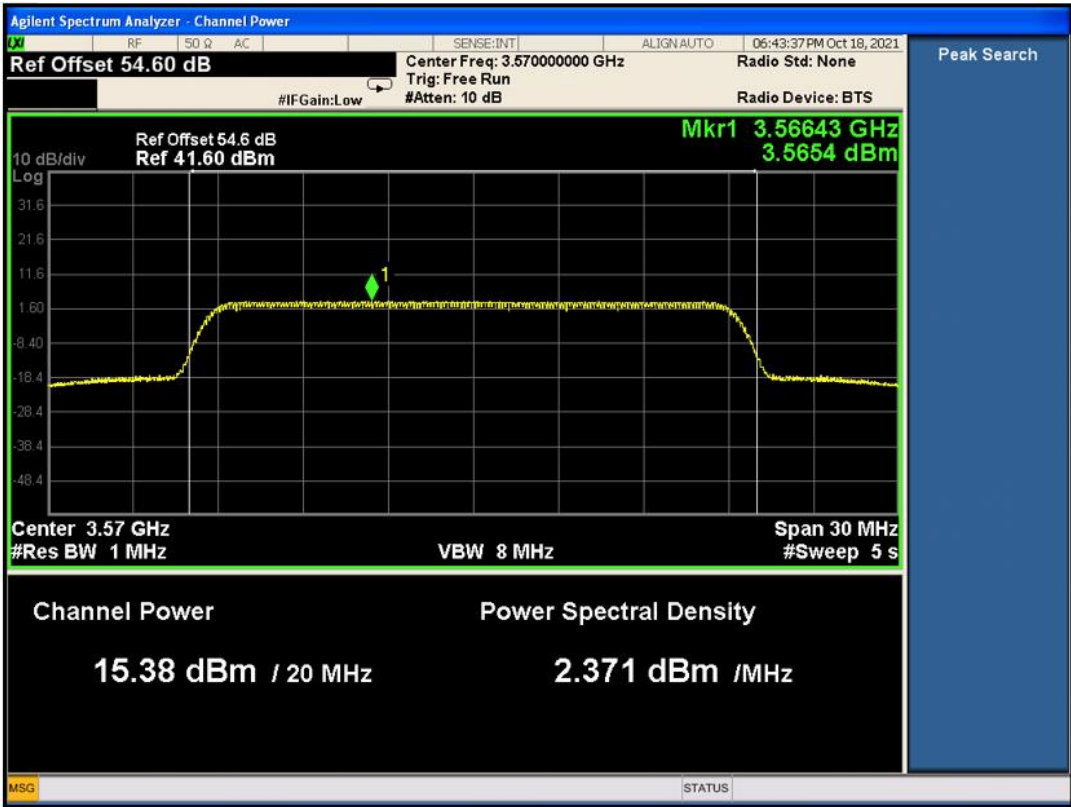 Agilent Spectrum Analyzer - Channel Power
LXI RF 50 Ω AC SENSE:INT ALIGN AUTO 06:43:37 PM Oct 18, 2021
Ref Offset 54.60 dB
Center Freq: 3.570000000 GHz
Radio Std: None
Trig: Free Run
#IFGain:Low
#Atten: 10 dB
Radio Device: BTS
Peak Search
Ref Offset 54.6 dB
Mkr1 3.56643 GHz
10 dB/div
Ref 41.60 dBm
3.5654 dBm
Log
31.6
21.6
11.6
1
1.60
-8.40
-18.4
-28.4
-38.4
-48.4
Center 3.57 GHz
Span 30 MHz
#Res BW 1 MHz
VBW 8 MHz
#Sweep 5 s
Channel Power
Power Spectral Density
15.38 dBm / 20 MHz
2.371 dBm /MHz
MSG
STATUS